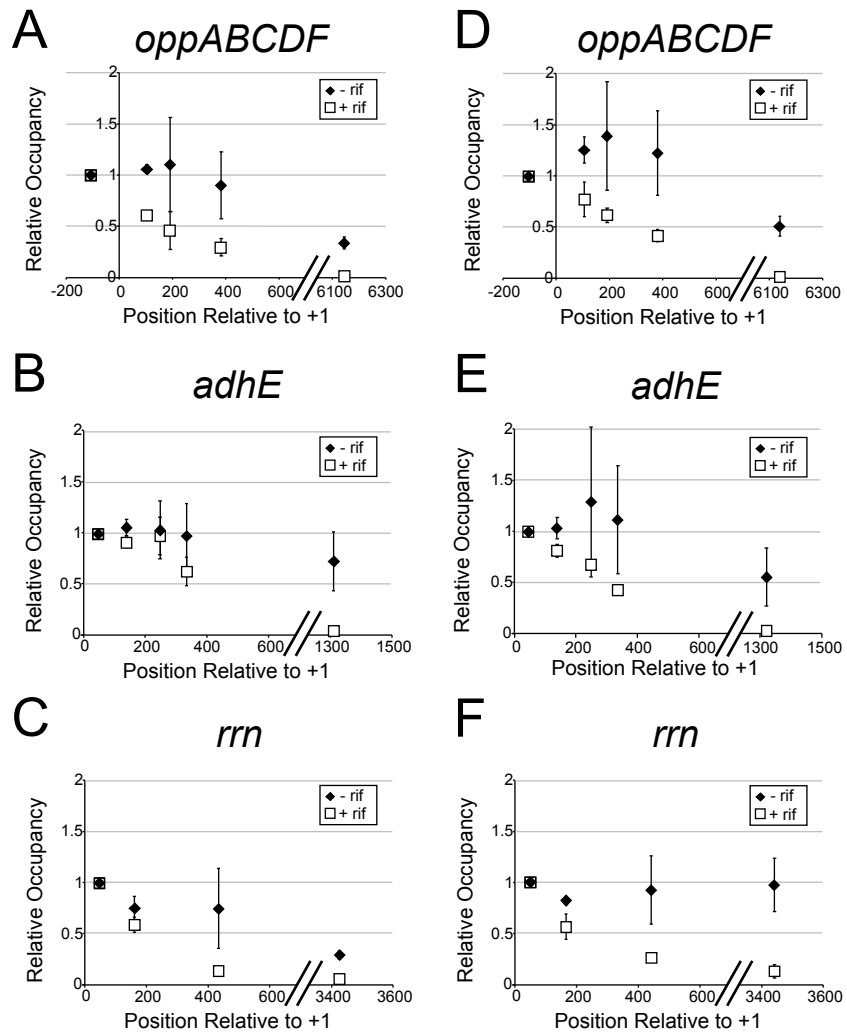 A
oppABCDF
Relative Occupancy
2
1.5
1
0.5
0
- rif
+ rif
-200 0 200 400 600 6100 6300
Position Relative to +1
D
oppABCDF
Relative Occupancy
2
1.5
1
0.5
0
- rif
+ rif
-200 0 200 400 600 6100 6300
Position Relative to +1
B
adhE
Relative Occupancy
2
1.5
1
0.5
0
- rif
+ rif
0 200 400 600 1300 1500
Position Relative to +1
E
adhE
Relative Occupancy
2
1.5
1
0.5
0
- rif
+ rif
0 200 400 600 1300 1500
Position Relative to +1
C
rrn
Relative Occupancy
2
1.5
1
0.5
0
- rif
+ rif
0 200 400 600 3400 3600
Position Relative to +1
F
rrn
Relative Occupancy
2
1.5
1
0.5
0
- rif
+ rif
0 200 400 600 3400 3600
Position Relative to +1